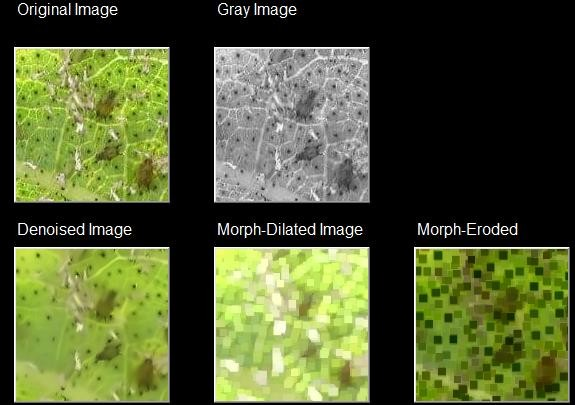 Original Image
Gray Image
Denoised Image
Morph-Dilated Image
Morph-Eroded